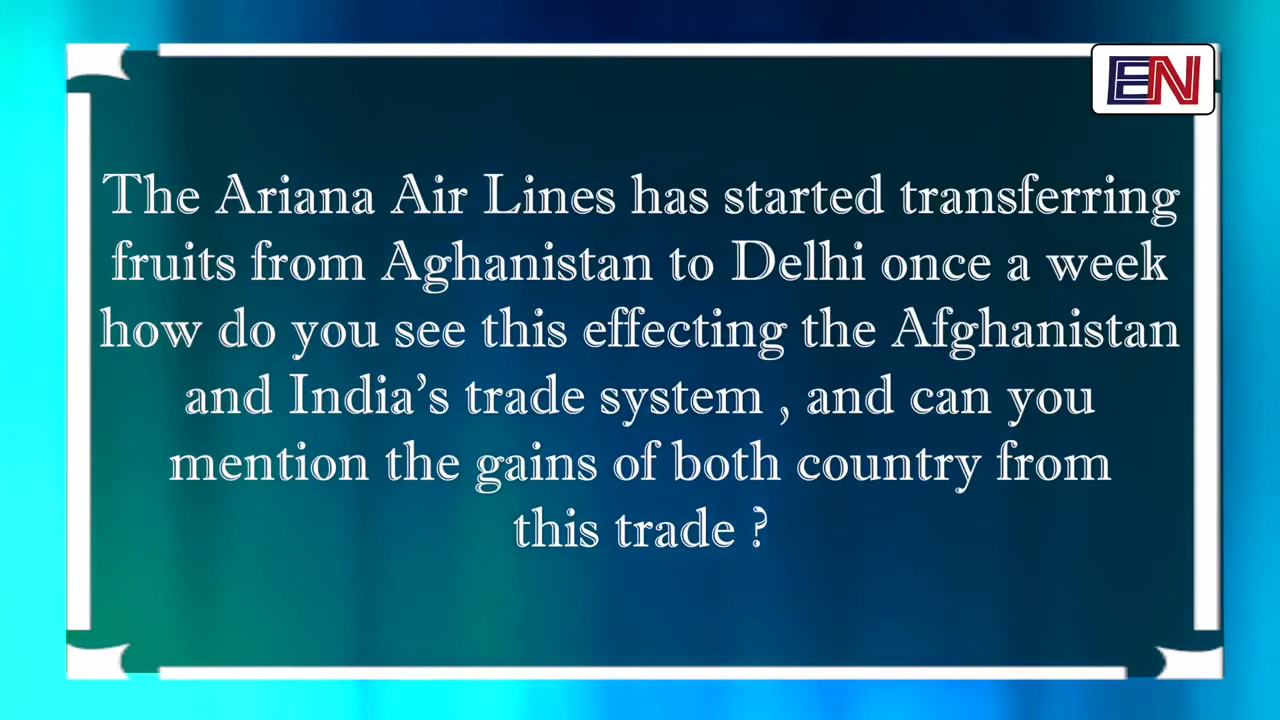 EN
The Ariana Air Lines has started transferring
fruits from Aghanistan to Delhi once a week
how do you see this effecting the Afghanistan
and India's trade system , and can you
mention the gains of both country from
this trade ?